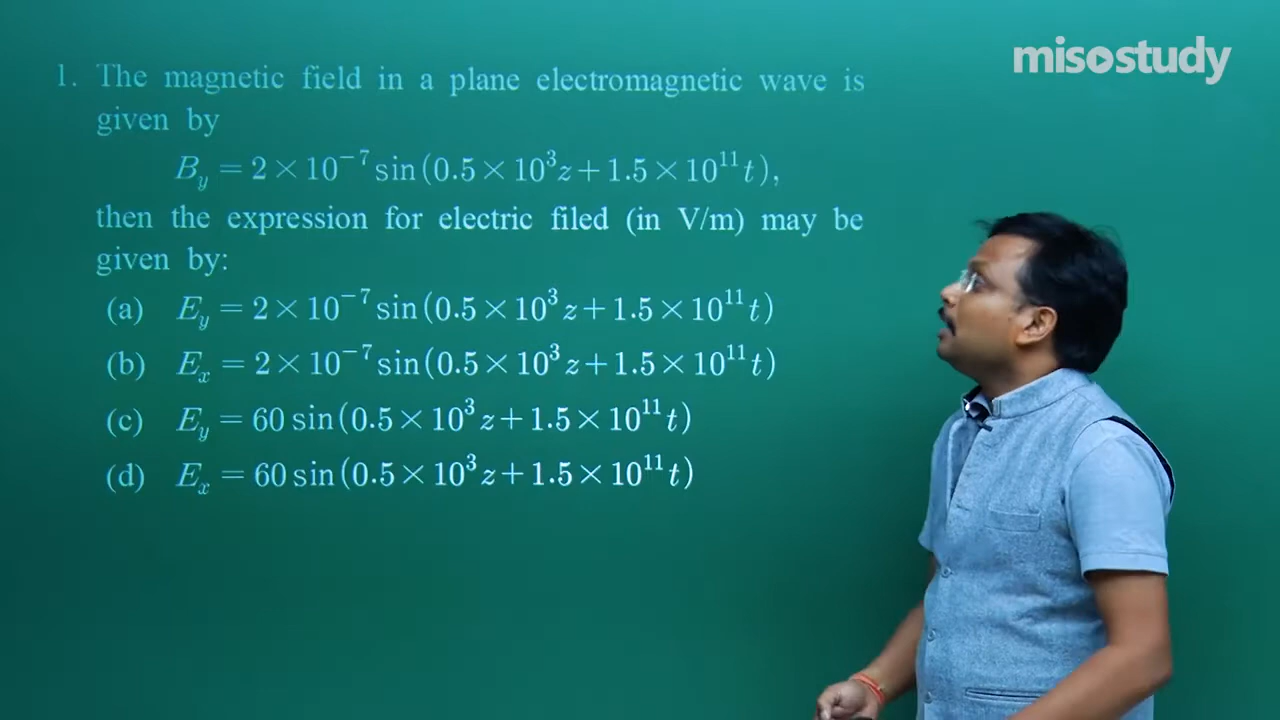 misostudy
1. The magnetic field in a plane electromagnetic wave is
given by
B_y = 2 × 10^{-7} sin(0.5 × 10^3 z + 1.5 × 10^{11} t),
then the expression for electric filed (in V/m) may be
given by:
(a) E_y = 2 × 10^{-7} sin(0.5 × 10^3 z + 1.5 × 10^{11} t)
(b) E_x = 2 × 10^{-7} sin(0.5 × 10^3 z + 1.5 × 10^{11} t)
(c) E_y = 60 sin(0.5 × 10^3 z + 1.5 × 10^{11} t)
(d) E_x = 60 sin(0.5 × 10^3 z + 1.5 × 10^{11} t)